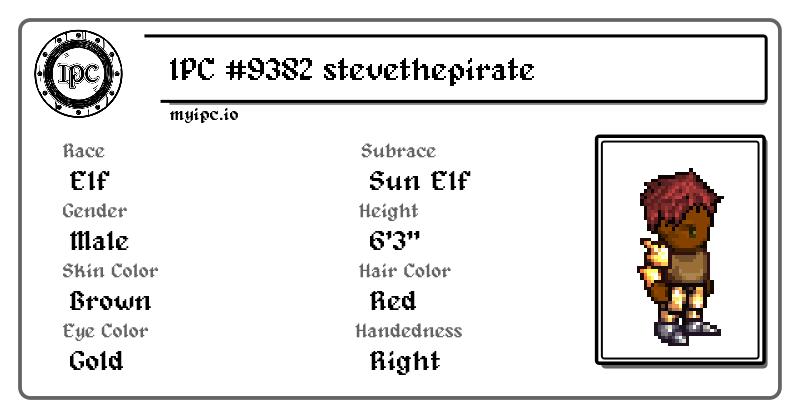 IPC
IPC #9382 stevethepirate
myipc.io
Race
Elf
Subrace
Sun Elf
Gender
Male
Height
6'3"
Skin Color
Brown
Hair Color
Red
Eye Color
Gold
Handedness
Right